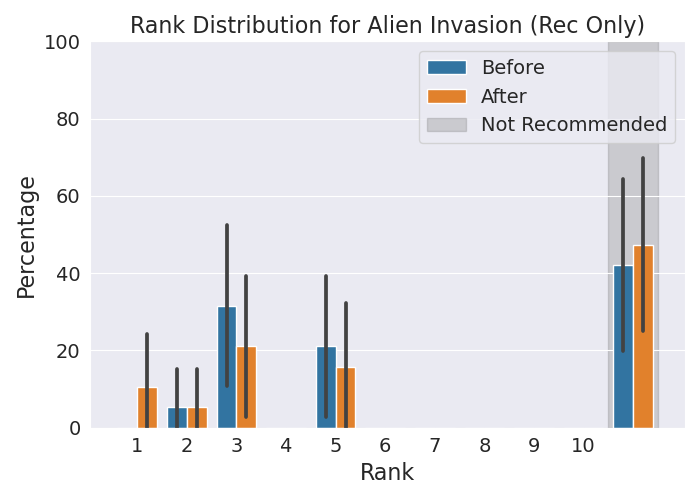 Rank Distribution for Alien Invasion (Rec Only)
100
80
60
40
20
0
Percentage
Before
After
Not Recommended
1 2 3 4 5 6 7 8 9 10
Rank